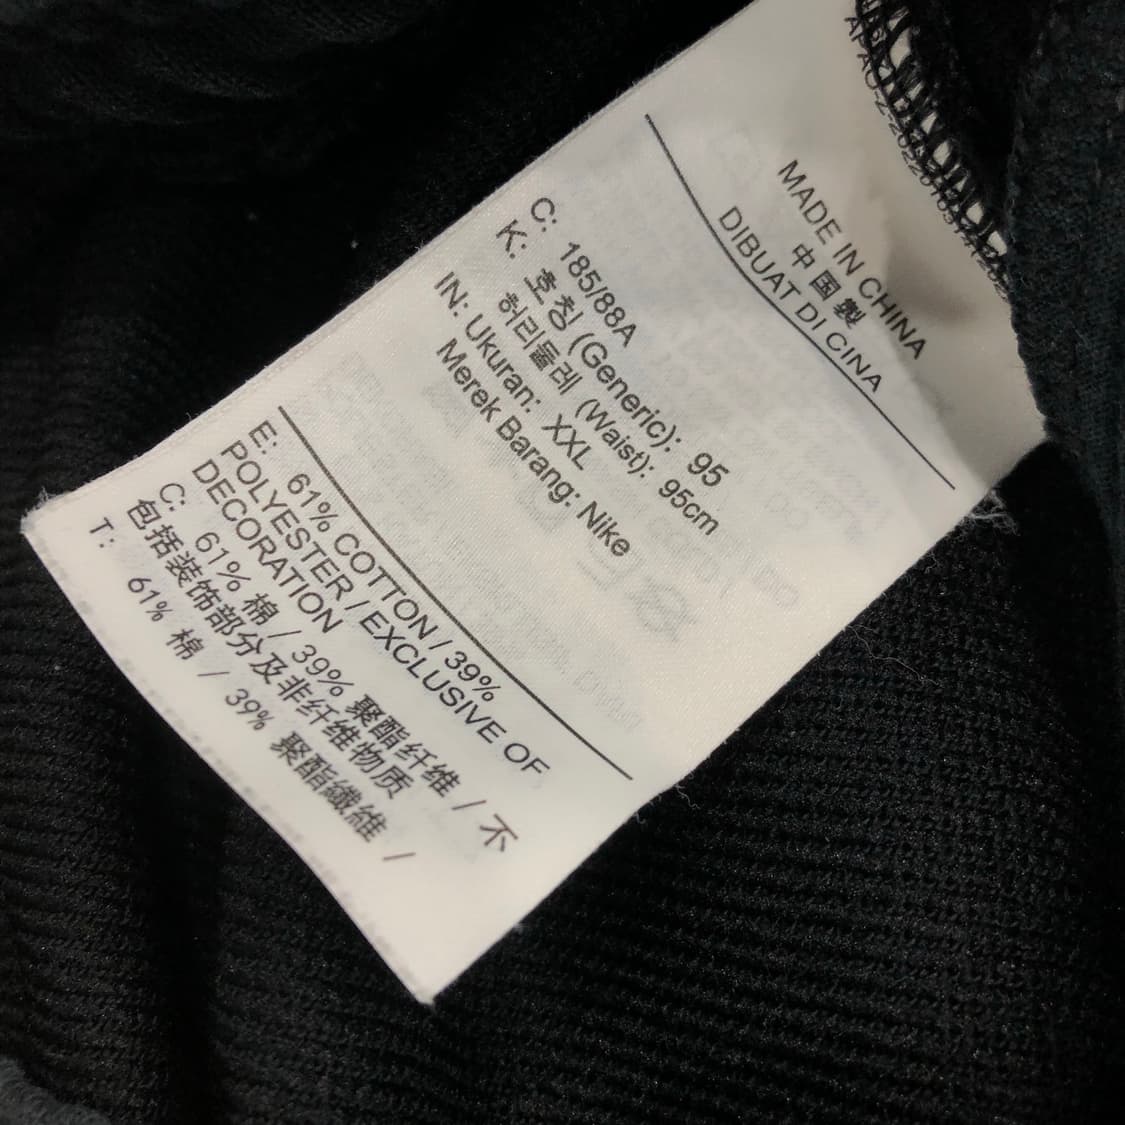 MADE IN CHINA
中国製
DIBUAT DI CINA
C: 185/88A
K: 호칭 (Generic): 95
허리둘레 (Waist): 95cm
IN: Ukuran: XXL
Merek Barang: Nike
E: 61% COTTON / 39%
POLYESTER / EXCLUSIVE OF
DECORATION
C: 61% 棉 / 39% 聚酯纤维 / 不
包括装饰部分及非纤维物质
T: 61% 棉 / 39% 聚酯纖維 /